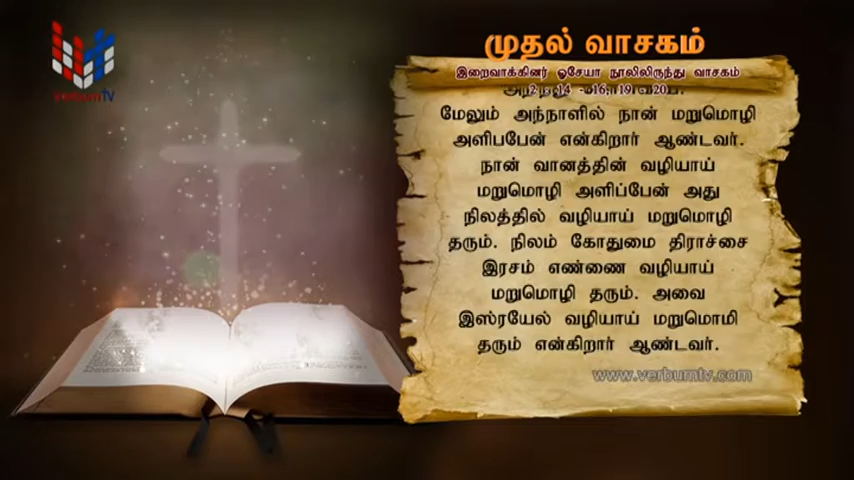 verbumTV
முதல் வாசகம்
இறைவாக்கினர் ஓசேயா நூலிலிருந்து வாசகம்
மேலும் அந்நாளில் நான் மறுமொழி
அளிபபேன் என்கிறார் ஆண்டவர்.
நான் வானத்தின் வழியாய்
மறுமொழி அளிப்பேன் அது
நிலத்தில் வழியாய் மறுமொழி
தரும். நிலம் கோதுமை திராச்சை
இரசம் எண்ணை வழியாய்
மறுமொழி தரும். அவை
இஸ்ரயேல் வழியாய் மறுமொமி
தரும் என்கிறார் ஆண்டவர்.
www.verbumtv.com